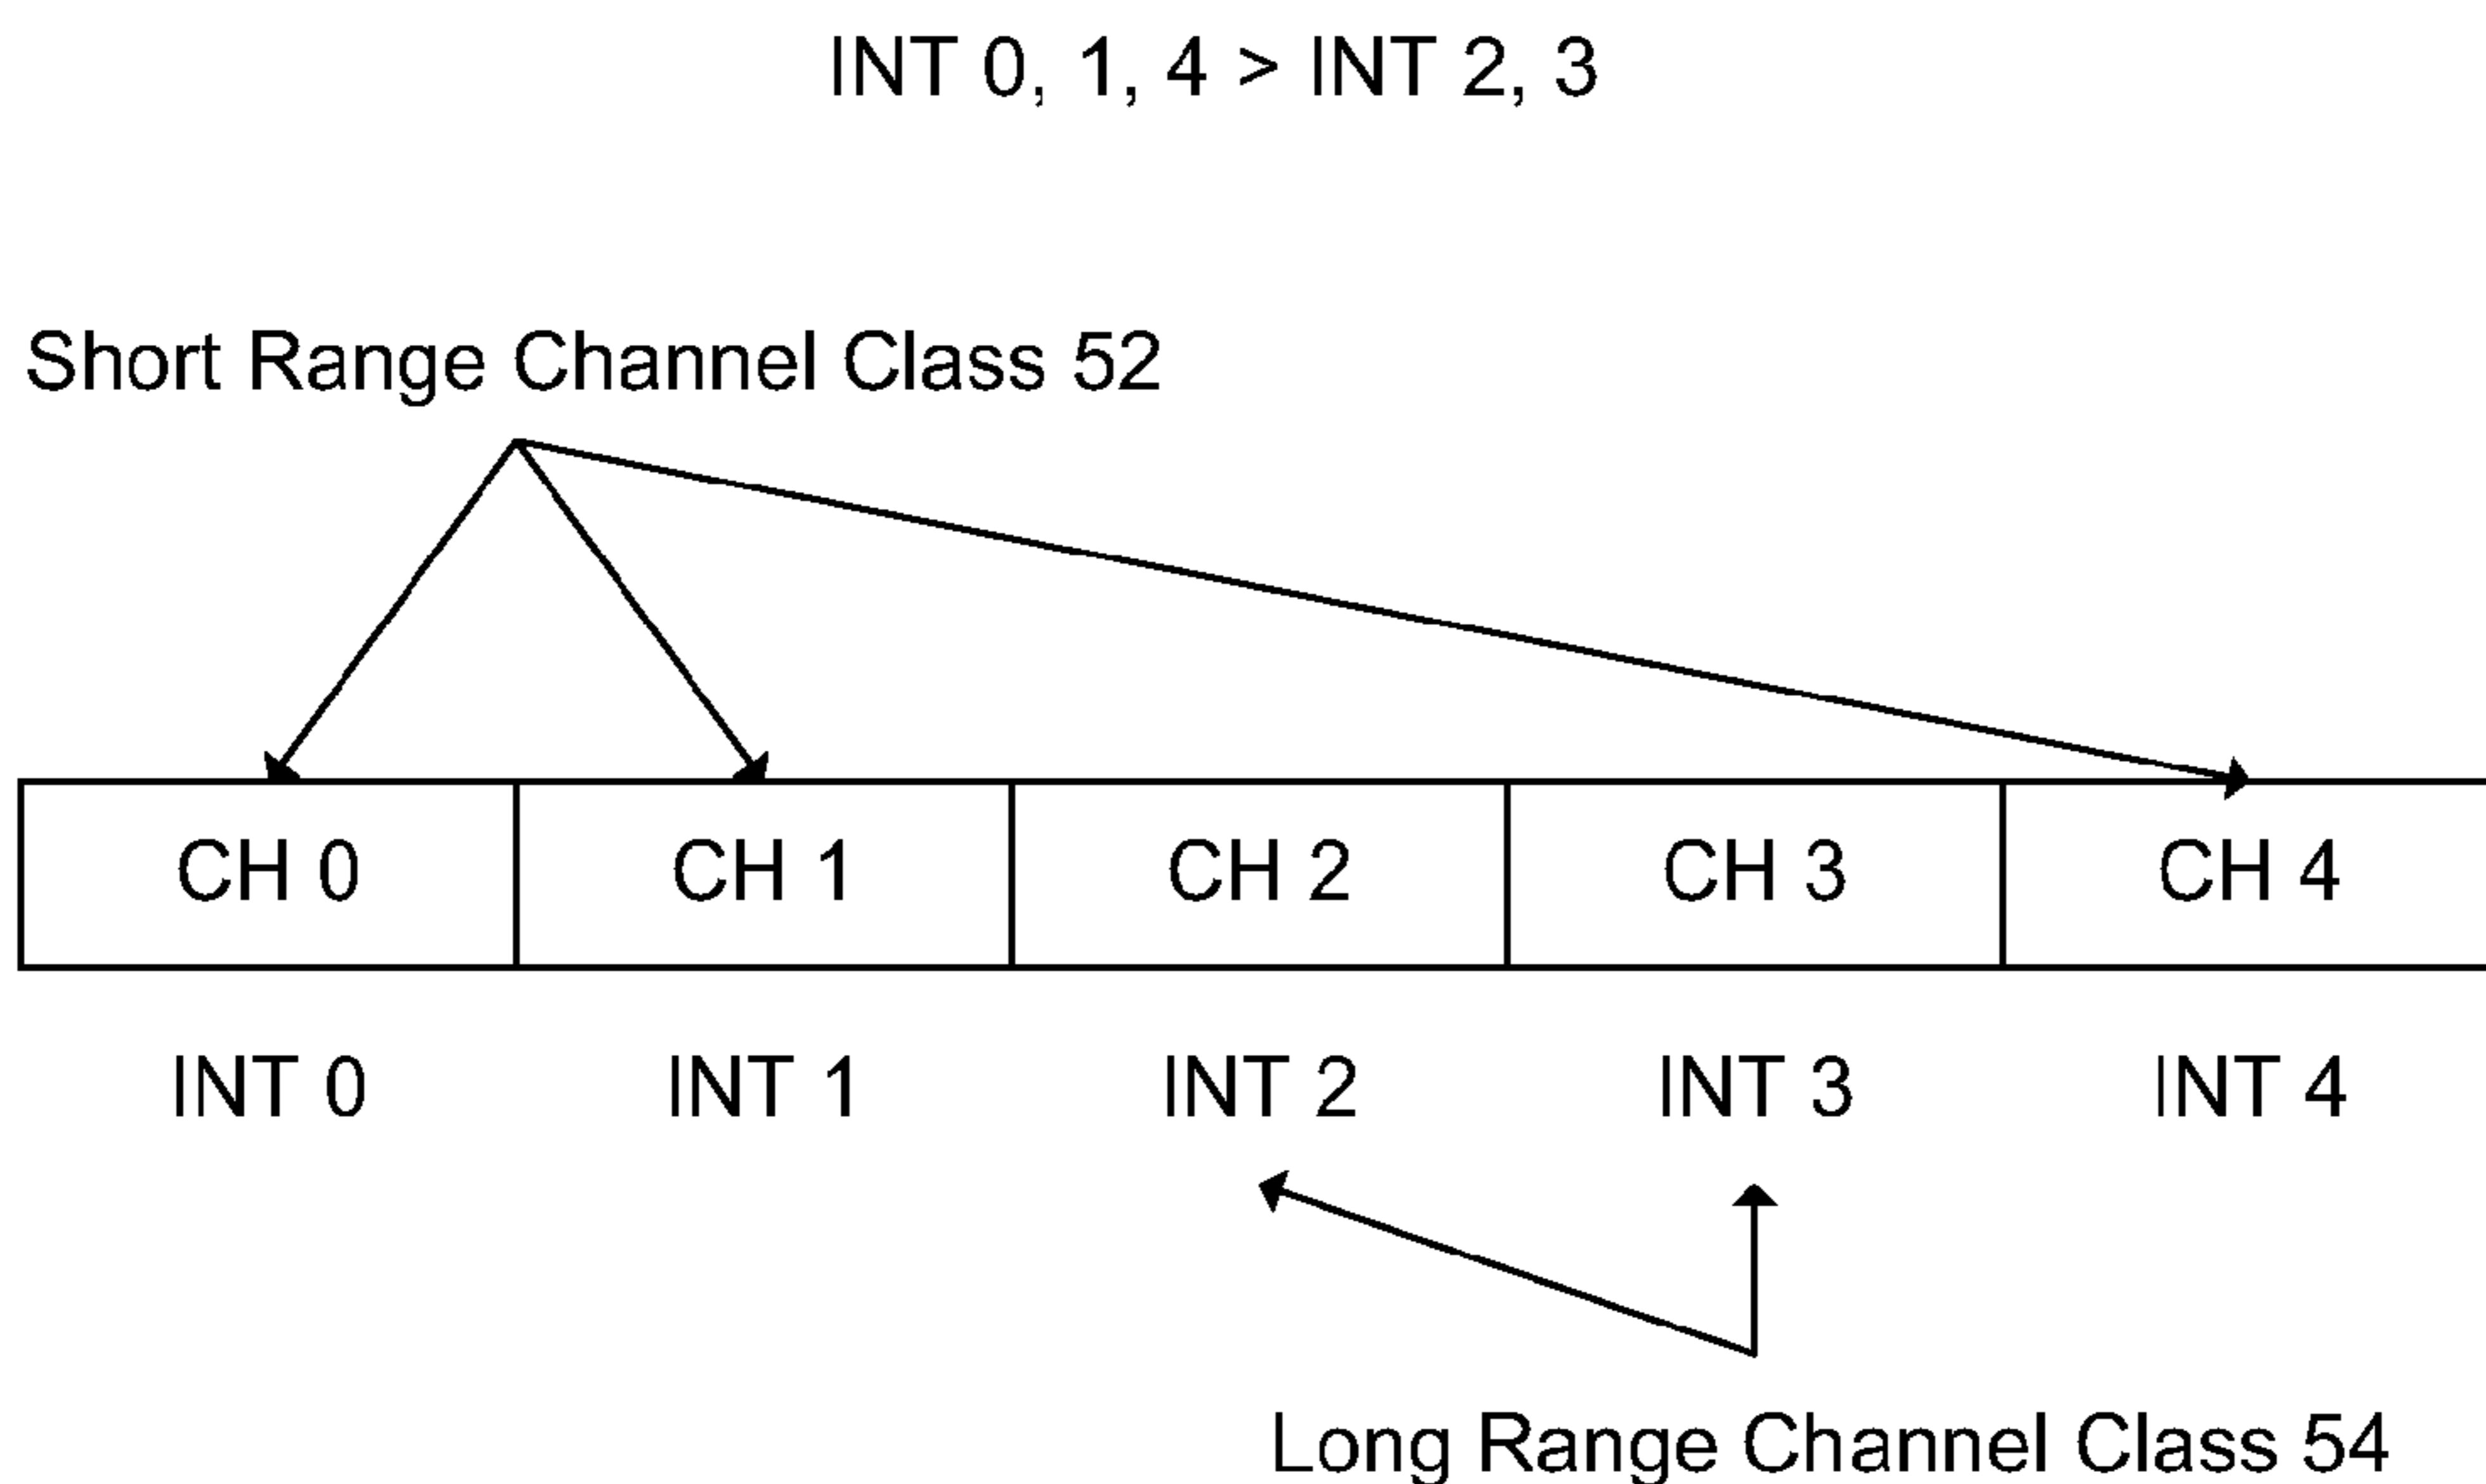 INT 0, 1, 4 > INT 2, 3
Short Range Channel Class 52
CH 0 CH 1 CH 2 CH 3 CH 4
INT 0 INT 1 INT 2 INT 3 INT 4
Long Range Channel Class 54